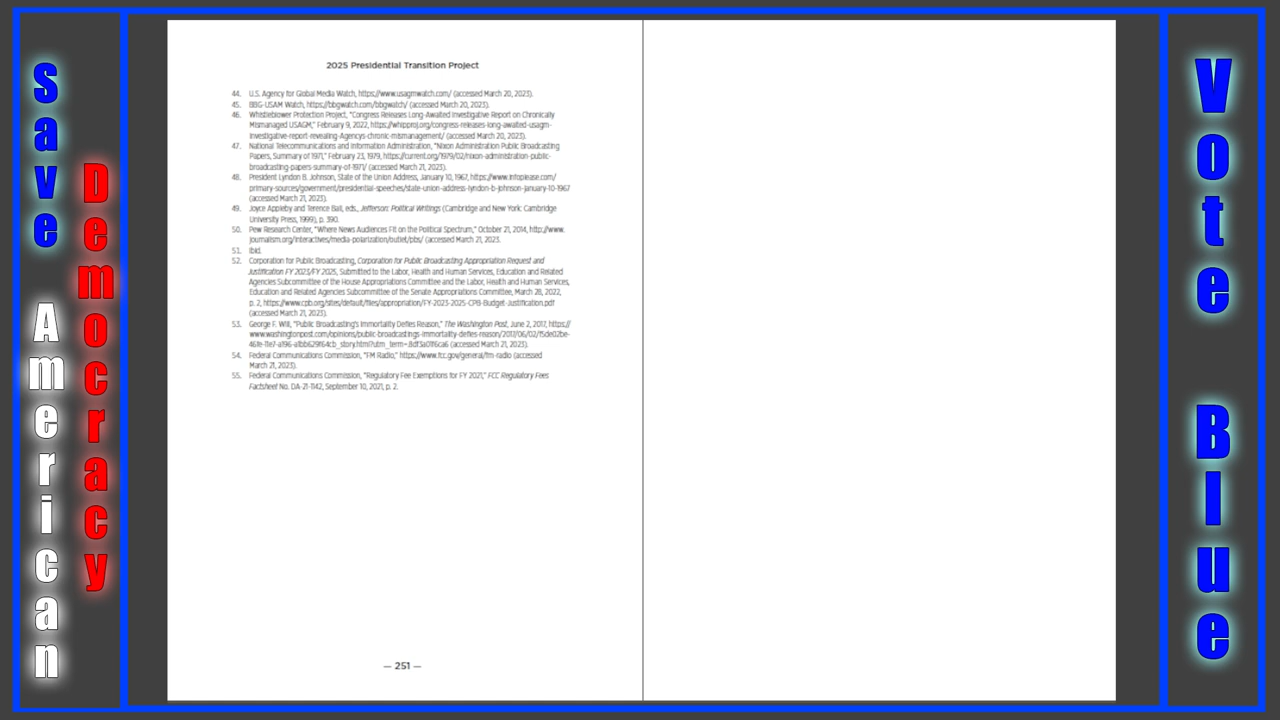 save
American
Democracy
2025 Presidential Transition Project
44. U.S. Agency for Global Media Watch, https://www.usagmwatch.com/ (accessed March 20, 2023).
45. BBG-USAM Watch, https://bbgwatch.com/bbgwatch/ (accessed March 20, 2023).
46. Whistleblower Protection Project, "Congress Releases Long-Awaited Investigative Report on Chronically
Mismanaged USAGM," February 9, 2022, https://whipproj.org/congress-releases-long-awaited-usagm-
investigative-report-revealing-Agencys-chronic-mismanagement/ (accessed March 20, 2023).
47. National Telecommunications and Information Administration, "Nixon Administration Public Broadcasting
Papers, Summary of 1971," February 23, 1979, https://current.org/1979/02/nixon-administration-public-
broadcasting-papers-summary-of-1971/ (accessed March 21, 2023).
48. President Lyndon B. Johnson, State of the Union Address, January 10, 1967, https://www.infoplease.com/
primary-sources/government/presidential-speeches/state-union-address-lyndon-b-johnson-january-10-1967
(accessed March 21, 2023).
49. Joyce Appleby and Terence Ball, eds., Jefferson: Political Writings (Cambridge and New York: Cambridge
University Press, 1999), p. 390.
50. Pew Research Center, "Where News Audiences Fit on the Political Spectrum," October 21, 2014, http://www.
journalism.org/interactives/media-polarization/outlet/pbs/ (accessed March 21, 2023.
51. Ibid.
52. Corporation for Public Broadcasting, Corporation for Public Broadcasting Appropriation Request and
Justification FY 2023/FY 2025, Submitted to the Labor, Health and Human Services, Education and Related
Agencies Subcommittee of the House Appropriations Committee and the Labor, Health and Human Services,
Education and Related Agencies Subcommittee of the Senate Appropriations Committee, March 28, 2022,
p. 2, https://www.cpb.org/sites/default/files/appropriation/FY-2023-2025-CPB-Budget-Justification.pdf
(accessed March 21, 2023).
53. George F. Will, "Public Broadcasting's Immortality Defies Reason," The Washington Post, June 2, 2017, https://
www.washingtonpost.com/opinions/public-broadcastings-immortality-defies-reason/2017/06/02/
(accessed March 21, 2023).
54. Federal Communications Commission, "FM Radio," https://www.fcc.gov/general/fm-radio (accessed
March 21, 2023).
55. Federal Communications Commission, "Regulatory Fee Exemptions for FY 2021," FCC Regulatory Fees
Factsheet No. DA-21-1142, September 10, 2021, p. 2.
— 251 —
Vote
Blue